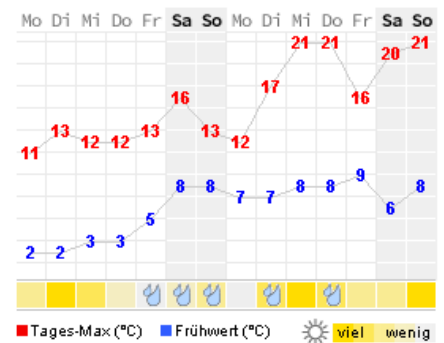 Mo Di Mi Do Fr Sa So Mo Di Mi Do Fr Sa So
21 21 21
20
17
16 16
13 13 13
12 12 12
11
9
8 8 8 8 8
7 7
6
5
3 3
2 2
Tages-Max (°C) Frühwert (°C) viel wenig